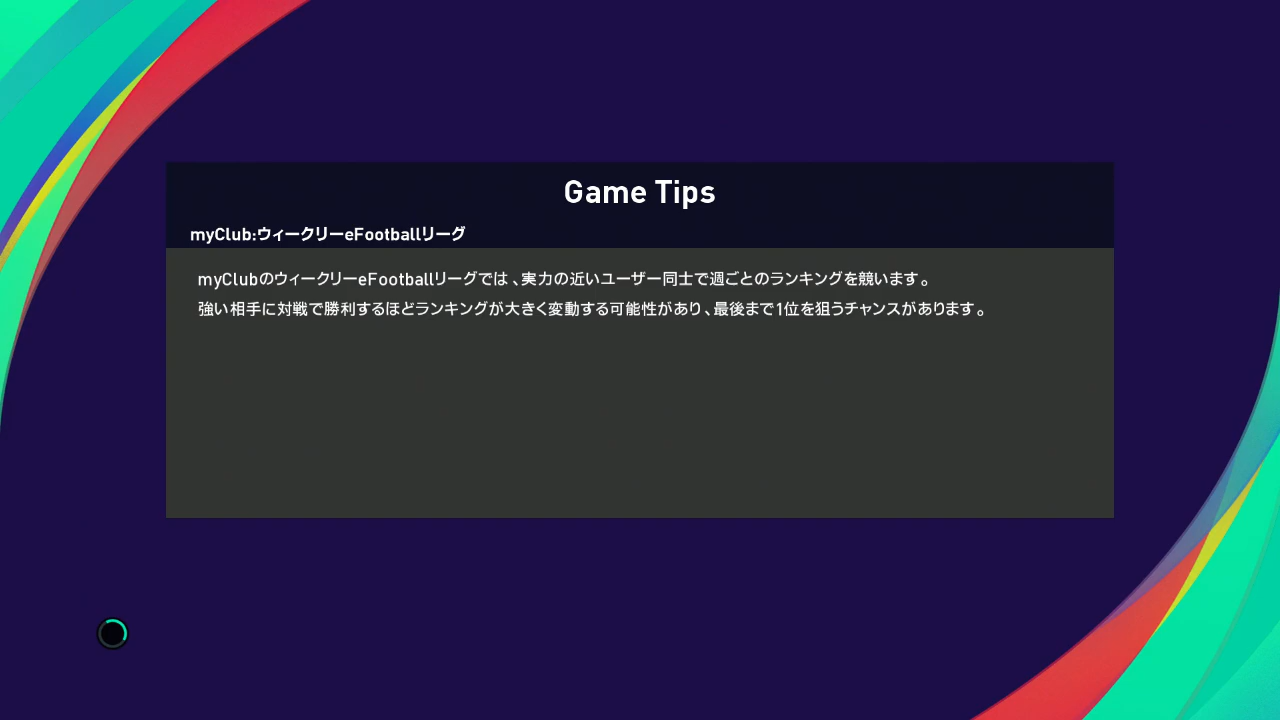 Game Tips
myClub:ウィークリーeFootballリーグ
myClubのウィークリーeFootballリーグでは、実力の近いユーザー同士で週ごとのランキングを競います。
強い相手に対戦で勝利するほどランキングが大きく変動する可能性があり、最後まで1位を狙うチャンスがあります。